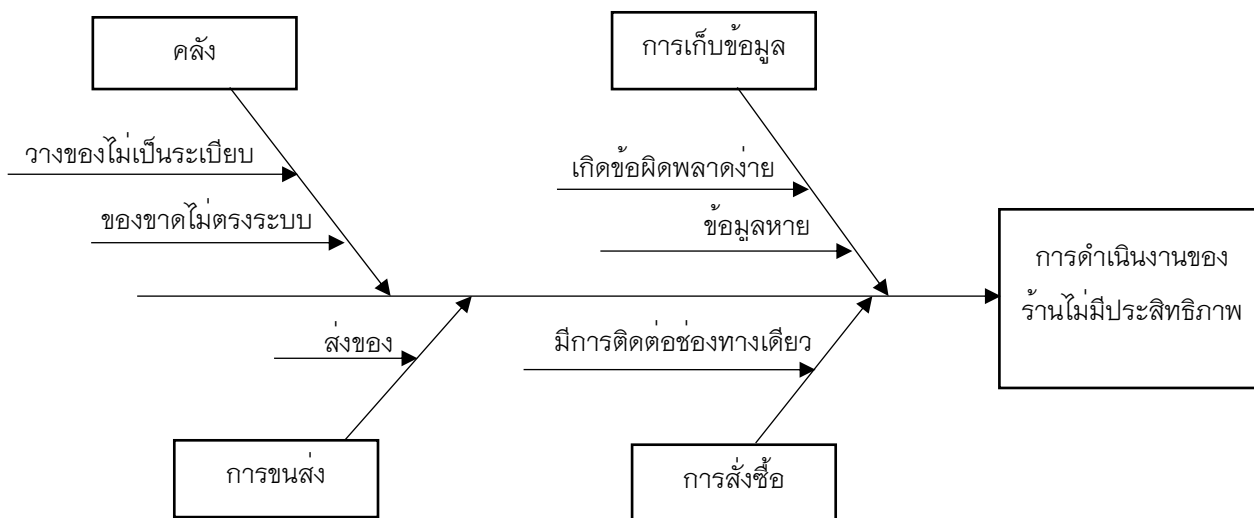 คลัง
การเก็บข้อมูล
วางของไม่เป็นระเบียบ
เกิดข้อผิดพลาดง่าย
ของขาดไม่ตรงระบบ
ข้อมูลหาย
การดำเนินงานของ
ร้านไม่มีประสิทธิภาพ
ส่งของ
มีการติดต่อช่องทางเดียว
การขนส่ง
การสั่งซื้อ